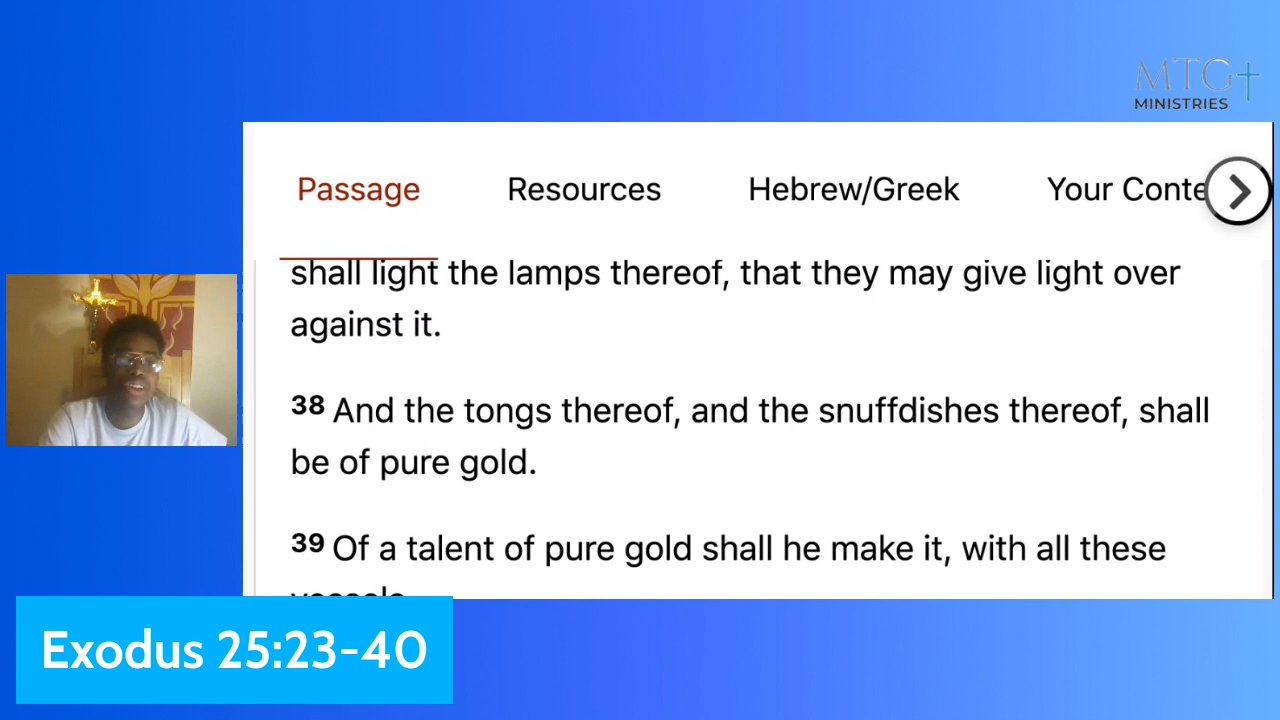 MTG
MINISTRIES
Passage Resources Hebrew/Greek Your Conte
shall light the lamps thereof, that they may give light over
against it.
38 And the tongs thereof, and the snuffdishes thereof, shall
be of pure gold.
39 Of a talent of pure gold shall he make it, with all these
Exodus 25:23-40